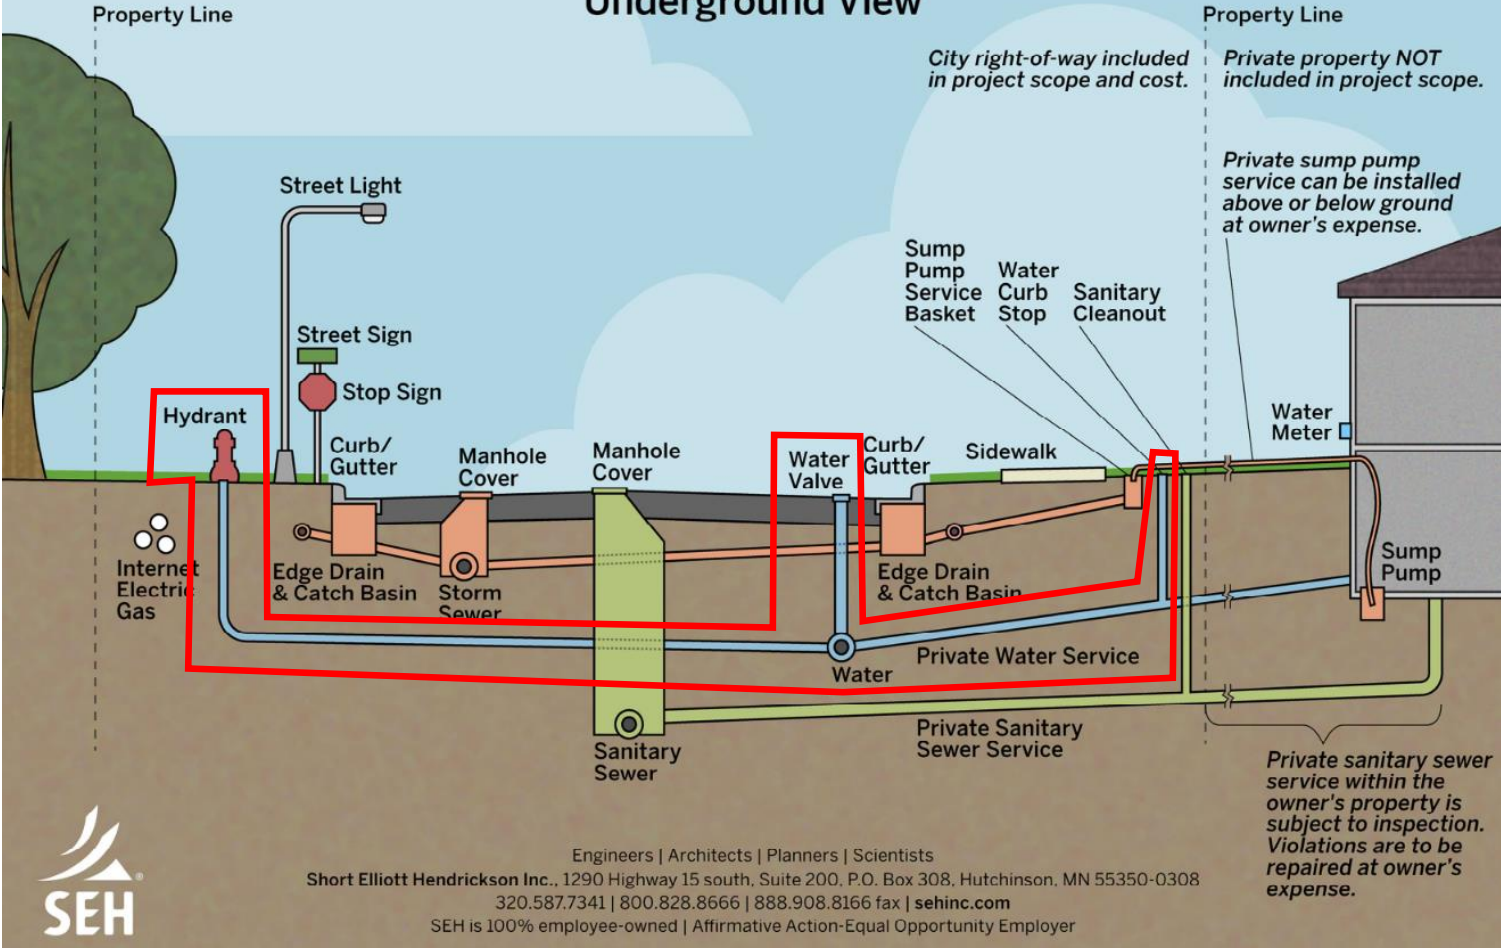 Underground View
Property Line
Property Line
City right-of-way included
in project scope and cost.
Private property NOT
included in project scope.
Private sump pump
service can be installed
above or below ground
at owner's expense.
Street Light
Sump
Pump
Service
Basket
Water
Curb
Stop
Sanitary
Cleanout
Street Sign
Stop Sign
Hydrant
Curb/
Gutter
Manhole
Cover
Manhole
Cover
Water
Valve
Curb/
Gutter
Sidewalk
Water
Meter
Internet
Electric
Gas
Edge Drain
& Catch Basin
Storm
Sewer
Edge Drain
& Catch Basin
Sump
Pump
Water
Private Water Service
Sanitary
Sewer
Private Sanitary
Sewer Service
Private sanitary sewer
service within the
owner's property is
subject to inspection.
Violations are to be
repaired at owner's
expense.
SEH®
Engineers | Architects | Planners | Scientists
Short Elliott Hendrickson Inc., 1290 Highway 15 south, Suite 200, P.O. Box 308, Hutchinson, MN 55350-0308
320.587.7341 | 800.828.8666 | 888.908.8166 fax | sehinc.com
SEH is 100% employee-owned | Affirmative Action-Equal Opportunity Employer